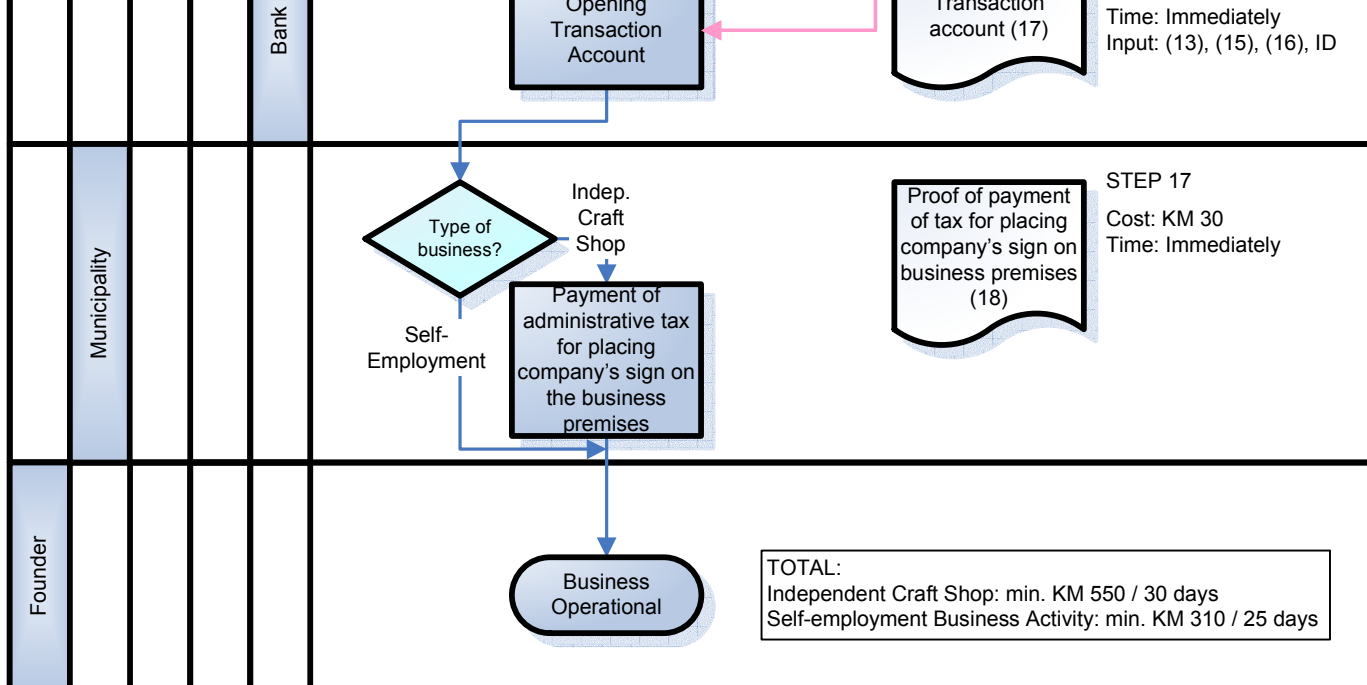 Bank
Opening
Transaction
Account
Transaction
account (17)
Time: Immediately
Input: (13), (15), (16), ID
Municipality
Type of
business?
Indep.
Craft
Shop
Self-
Employment
Payment of
administrative tax
for placing
company’s sign on
the business
premises
Proof of payment
of tax for placing
company’s sign on
business premises
(18)
STEP 17
Cost: KM 30
Time: Immediately
Founder
Business
Operational
TOTAL:
Independent Craft Shop: min. KM 550 / 30 days
Self-employment Business Activity: min. KM 310 / 25 days